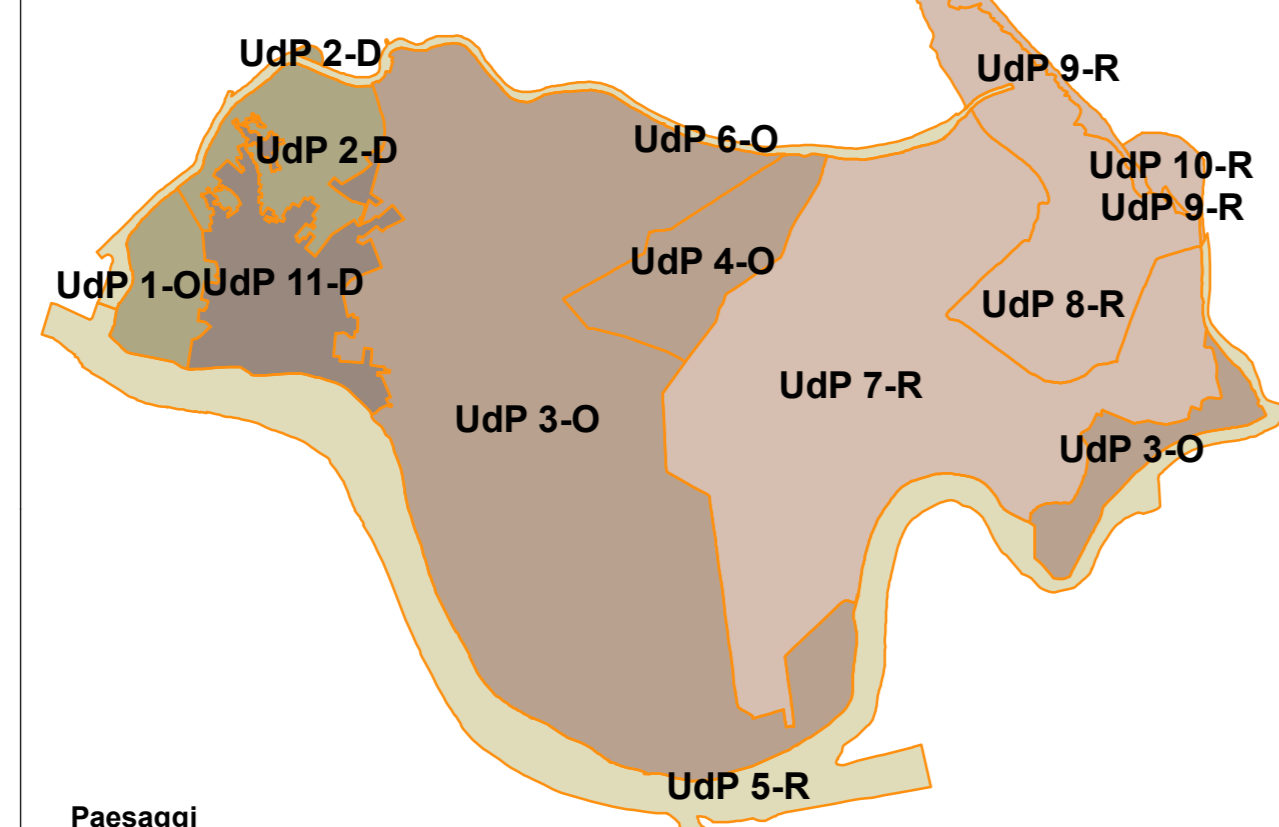 UdP 2-D
UdP 9-R
UdP 6-O
UdP 2-D
UdP 10-R
UdP 9-R
UdP 4-O
UdP 1-O
UdP 11-D
UdP 8-R
UdP 7-R
UdP 3-O
UdP 3-O
UdP 5-R
Paesaggi